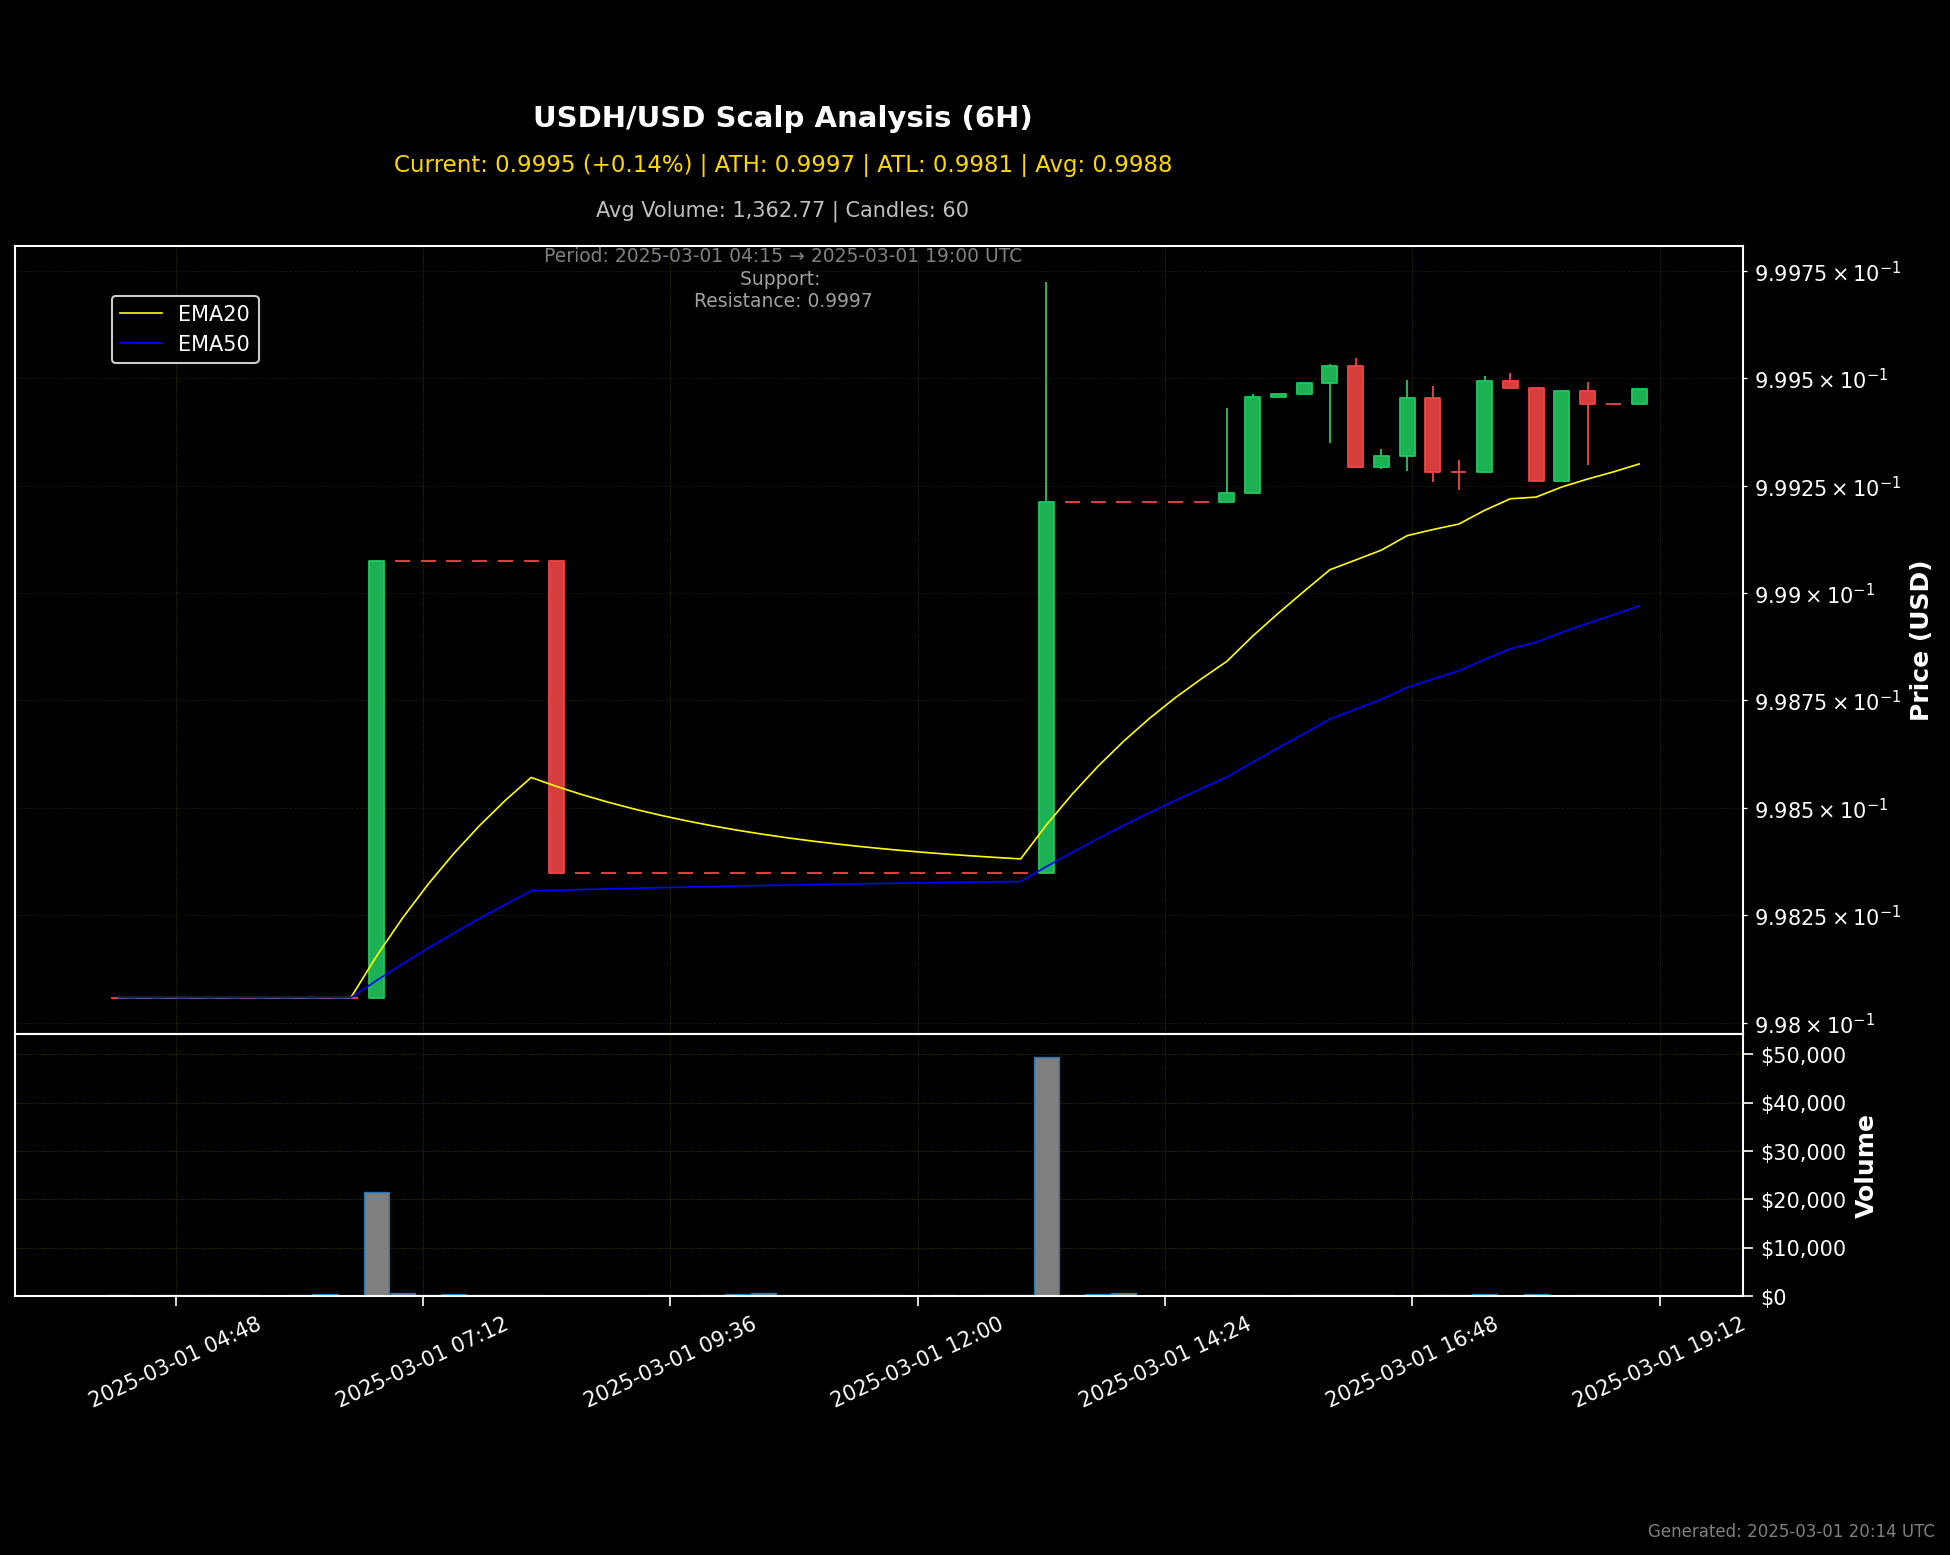 USDH/USD Scalp Analysis (6H)
Current: 0.9995 (+0.14%) | ATH: 0.9997 | ATL: 0.9981 | Avg: 0.9988
Avg Volume: 1,362.77 | Candles: 60
Period: 2025-03-01 04:15 → 2025-03-01 19:00 UTC
Support:
Resistance: 0.9997
EMA20
EMA50
9.9975 × 10⁻¹
9.995 × 10⁻¹
9.9925 × 10⁻¹
9.99 × 10⁻¹
9.9875 × 10⁻¹
9.985 × 10⁻¹
9.9825 × 10⁻¹
9.98 × 10⁻¹
Price (USD)
$50,000
$40,000
$30,000
$20,000
$10,000
$0
Volume
2025-03-01 04:48
2025-03-01 07:12
2025-03-01 09:36
2025-03-01 12:00
2025-03-01 14:24
2025-03-01 16:48
2025-03-01 19:12
Generated: 2025-03-01 20:14 UTC